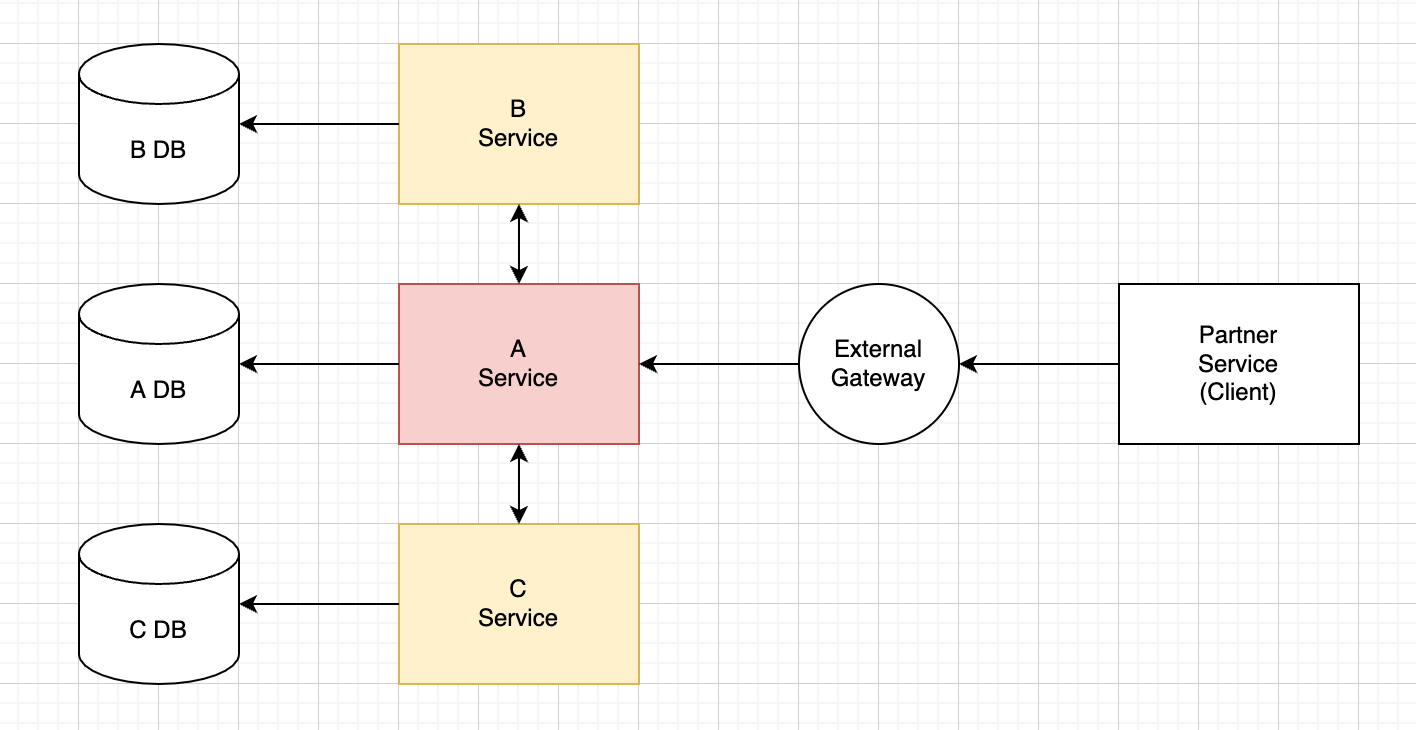 B
Service
B DB
A
Service
A DB
External
Gateway
Partner
Service
(Client)
C
Service
C DB